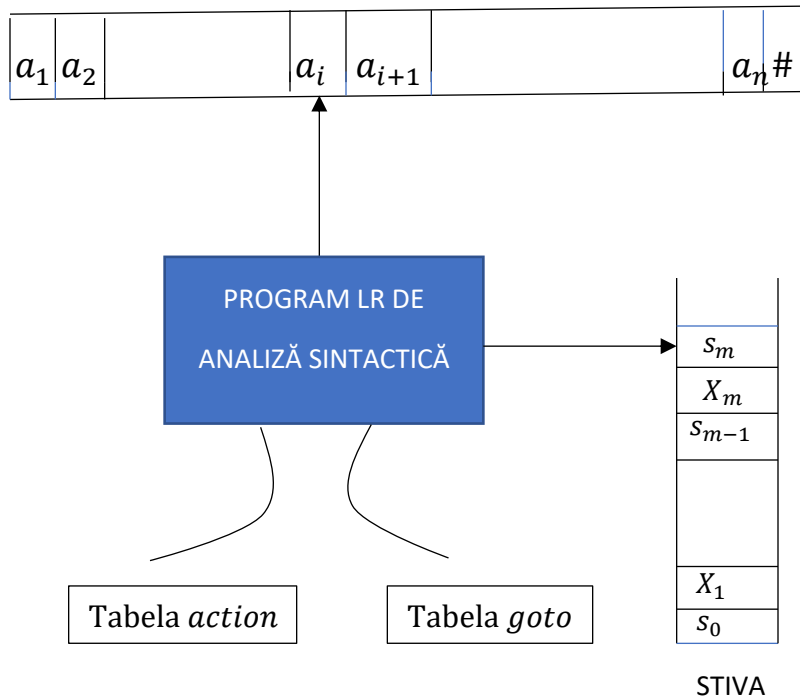 a₁ a₂ aᵢ aᵢ₊₁ aₙ #
PROGRAM LR DE
ANALIZĂ SINTACTICĂ
sₘ
Xₘ
sₘ₋₁
X₁
s₀
Tabela action
Tabela goto
STIVA